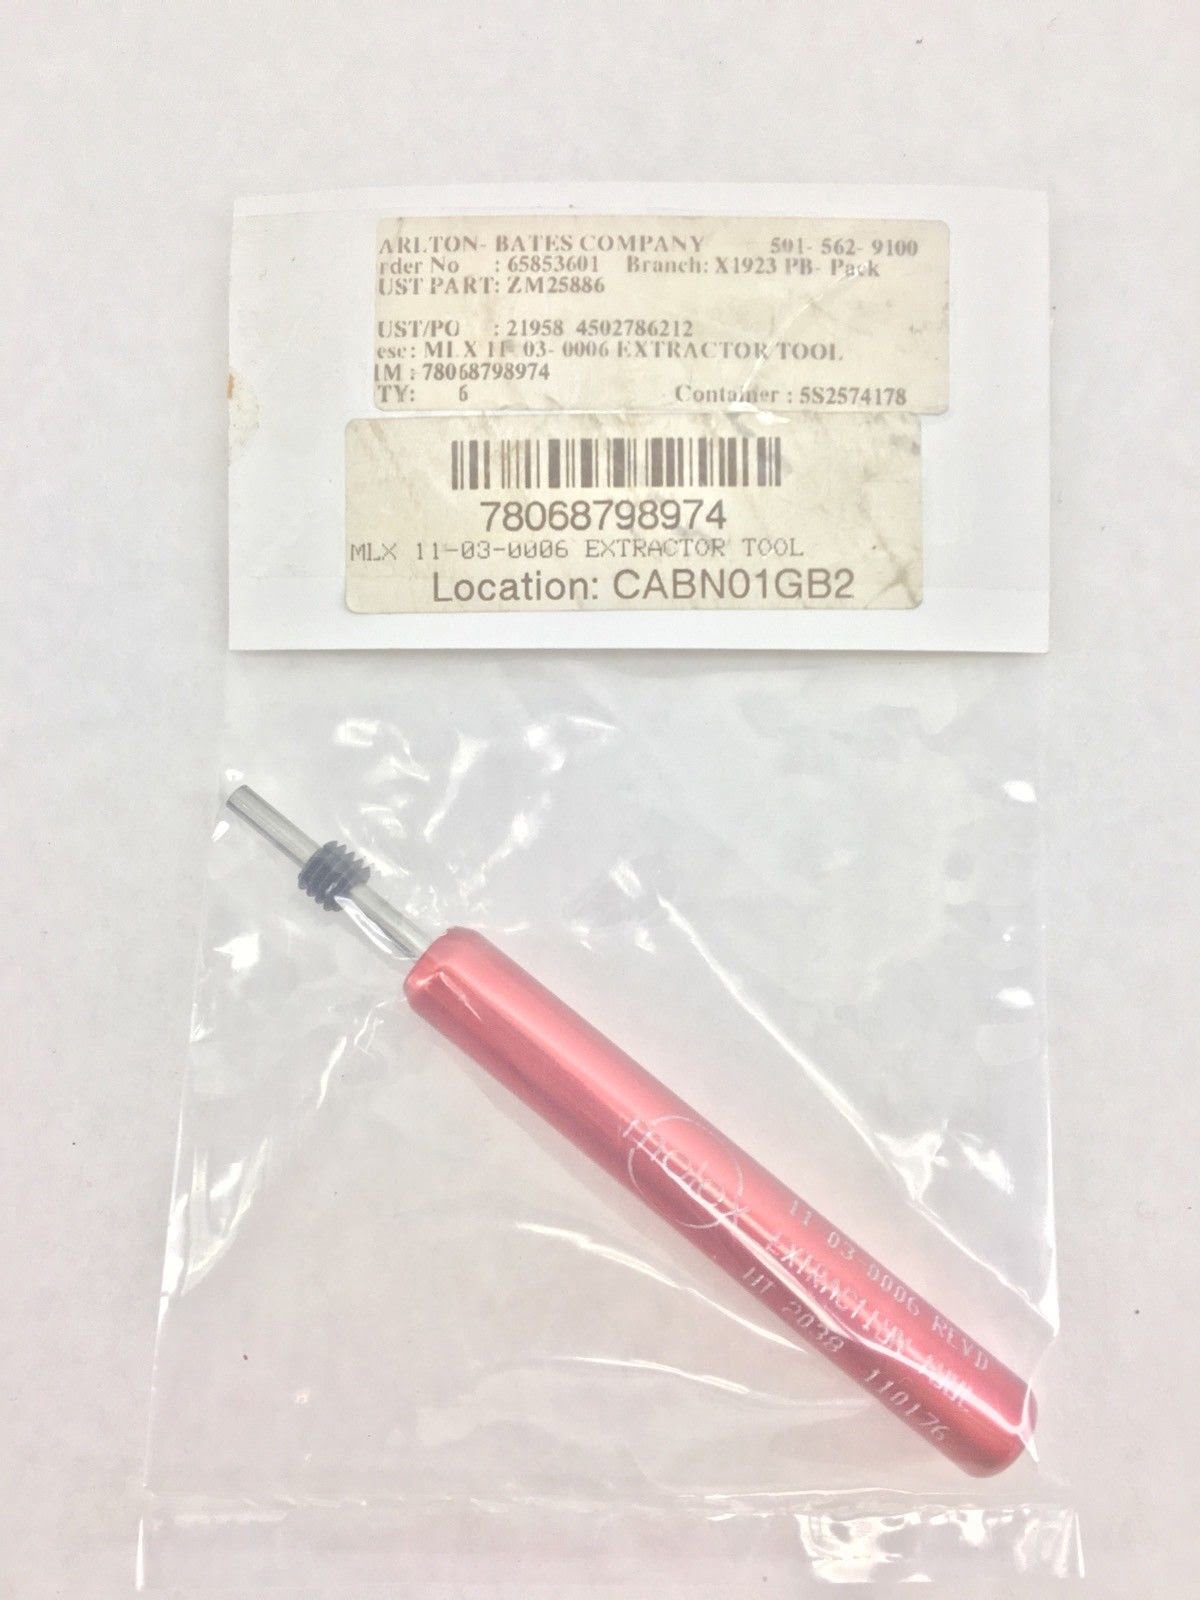 ARLTON- BATES COMPANY 501- 562- 9100
rder No : 65853601 Branch: X1923 PB- Pack
UST PART: ZM25886
UST/PO : 21958 4502786212
esc: MLX 11-03-0006 EXTRACTOR TOOL
IM : 78068798974
TY: 6 Container : 5S2574178
78068798974
MLX 11-03-0006 EXTRACTOR TOOL
Location: CABN01GB2
molex
11 03-0006 REV D
EXTRACTION
HT 2038 110176